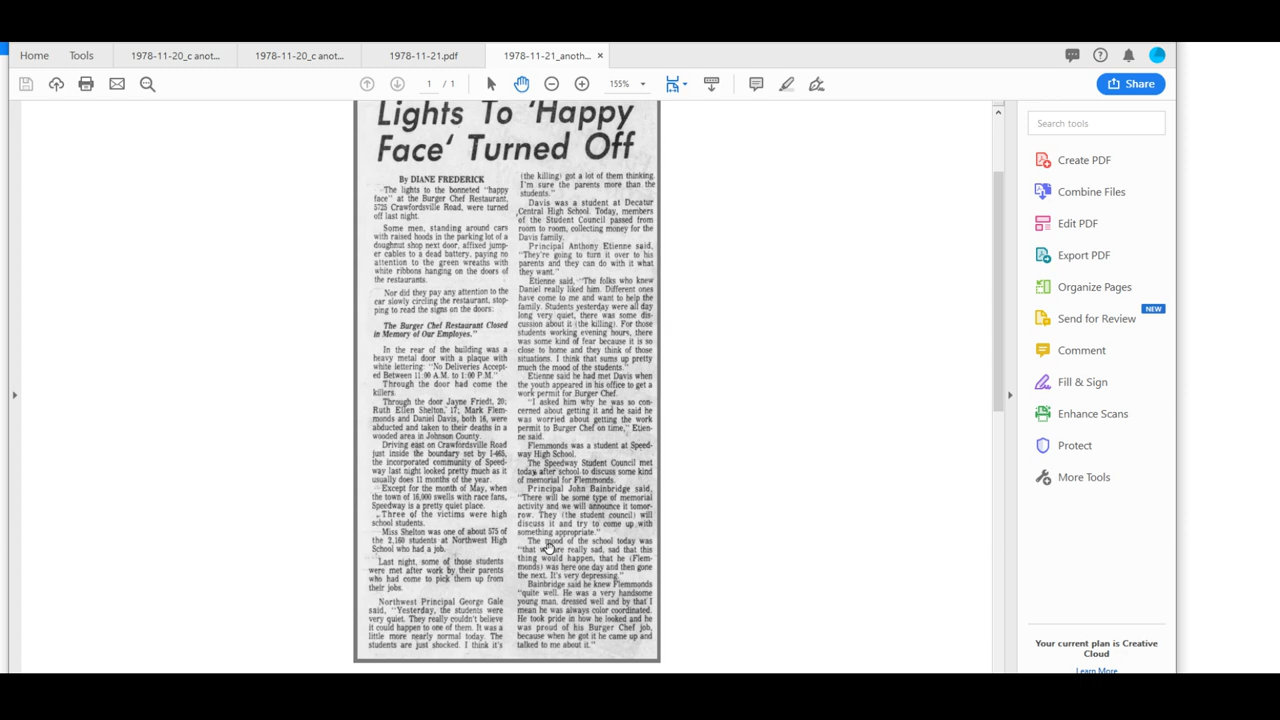 Home
Tools
1978-11-20_c anot...
1978-11-20_c anot...
1978-11-21.pdf
1978-11-21_anoth...
1 / 1
155%
Share
Lights To 'Happy
Face' Turned Off
By DIANE FREDERICK
The lights to the bonneted "happy
face" at the Burger Chef Restaurant,
5725 Crawfordsville Road, were turned
off last night.
Some men, standing around cars
with raised hoods in the parking lot of a
doughnut shop next door, affixed jump-
er cables to a dead battery, paying no
attention to the green wreaths with
white ribbons hanging on the doors of
the restaurants.
Nor did they pay any attention to the
car slowly circling the restaurant, stop-
ping to read the signs on the doors:
The Burger Chef Restaurant Closed
in Memory of Our Employes."
In the rear of the building was a
heavy metal door with a plaque with
white lettering: "No Deliveries Accept-
ed Between 11:00 A.M. to 1:00 P.M."
Through the door had come the
killers.
Through the door Jayne Friedt, 20;
Ruth Ellen Shelton, 17; Mark Flem-
monds and Daniel Davis, both 16, were
abducted and taken to their deaths in a
wooded area in Johnson County.
Driving east on Crawfordsville Road
just inside the boundary set by I-465,
the incorporated community of Speed-
way last night looked pretty much as it
usually does 11 months of the year.
Except for the month of May, when
the town of 16,000 swells with race fans,
Speedway is a pretty quiet place.
Three of the victims were high
school students.
Miss Shelton was one of about 575 of
the 2,160 students at Northwest High
School who had a job.
Last night, some of those students
were met after work by their parents
who had come to pick them up from
their jobs.
Northwest Principal George Gale
said, "Yesterday, the students were
very quiet. They really couldn't believe
it could happen to one of them. It was a
little more nearly normal today. The
students are just shocked. I think it's
(the killing) got a lot of them thinking.
I'm sure the parents more than the
students."
Davis was a student at Decatur
Central High School. Today, members
of the Student Council passed from
room to room, collecting money for the
Davis family.
Principal Anthony Etienne said,
"They're going to turn it over to his
parents and they can do with it what
they want."
Etienne said, "The folks who knew
Daniel really liked him. Different ones
have come to me and want to help the
family. Students yesterday were all day
long very quiet, there was some dis-
cussion about it (the killing). For those
students working evening hours, there
was some kind of fear because it is so
close to home and they think of those
situations. I think that sums up pretty
much the mood of the students."
Etienne said he had met Davis when
the youth appeared in his office to get a
work permit for Burger Chef.
"I asked him why he was so con-
cerned about getting it and he said he
was worried about getting the work
permit to Burger Chef on time," Etien-
ne said.
Flemmonds was a student at Speed-
way High School.
The Speedway Student Council met
today after school to discuss some kind
of memorial for Flemmonds.
Principal John Bainbridge said,
"There will be some type of memorial
activity and we will announce it tomor-
row. They (the student council) will
discuss it and try to come up with
something appropriate."
The mood of the school today was
"that we're really sad, sad that this
thing would happen, that he (Flem-
monds) was here one day and then gone
the next. It's very depressing."
Bainbridge said he knew Flemmonds
"quite well. He was a very handsome
young man, dressed well and by that I
mean he was always color coordinated.
He took pride in how he looked and he
was proud of his Burger Chef job,
because when he got it he came up and
talked to me about it."
Search tools
Create PDF
Combine Files
Edit PDF
Export PDF
Organize Pages
Send for Review
NEW
Comment
Fill & Sign
Enhance Scans
Protect
More Tools
Your current plan is Creative
Cloud
Learn More